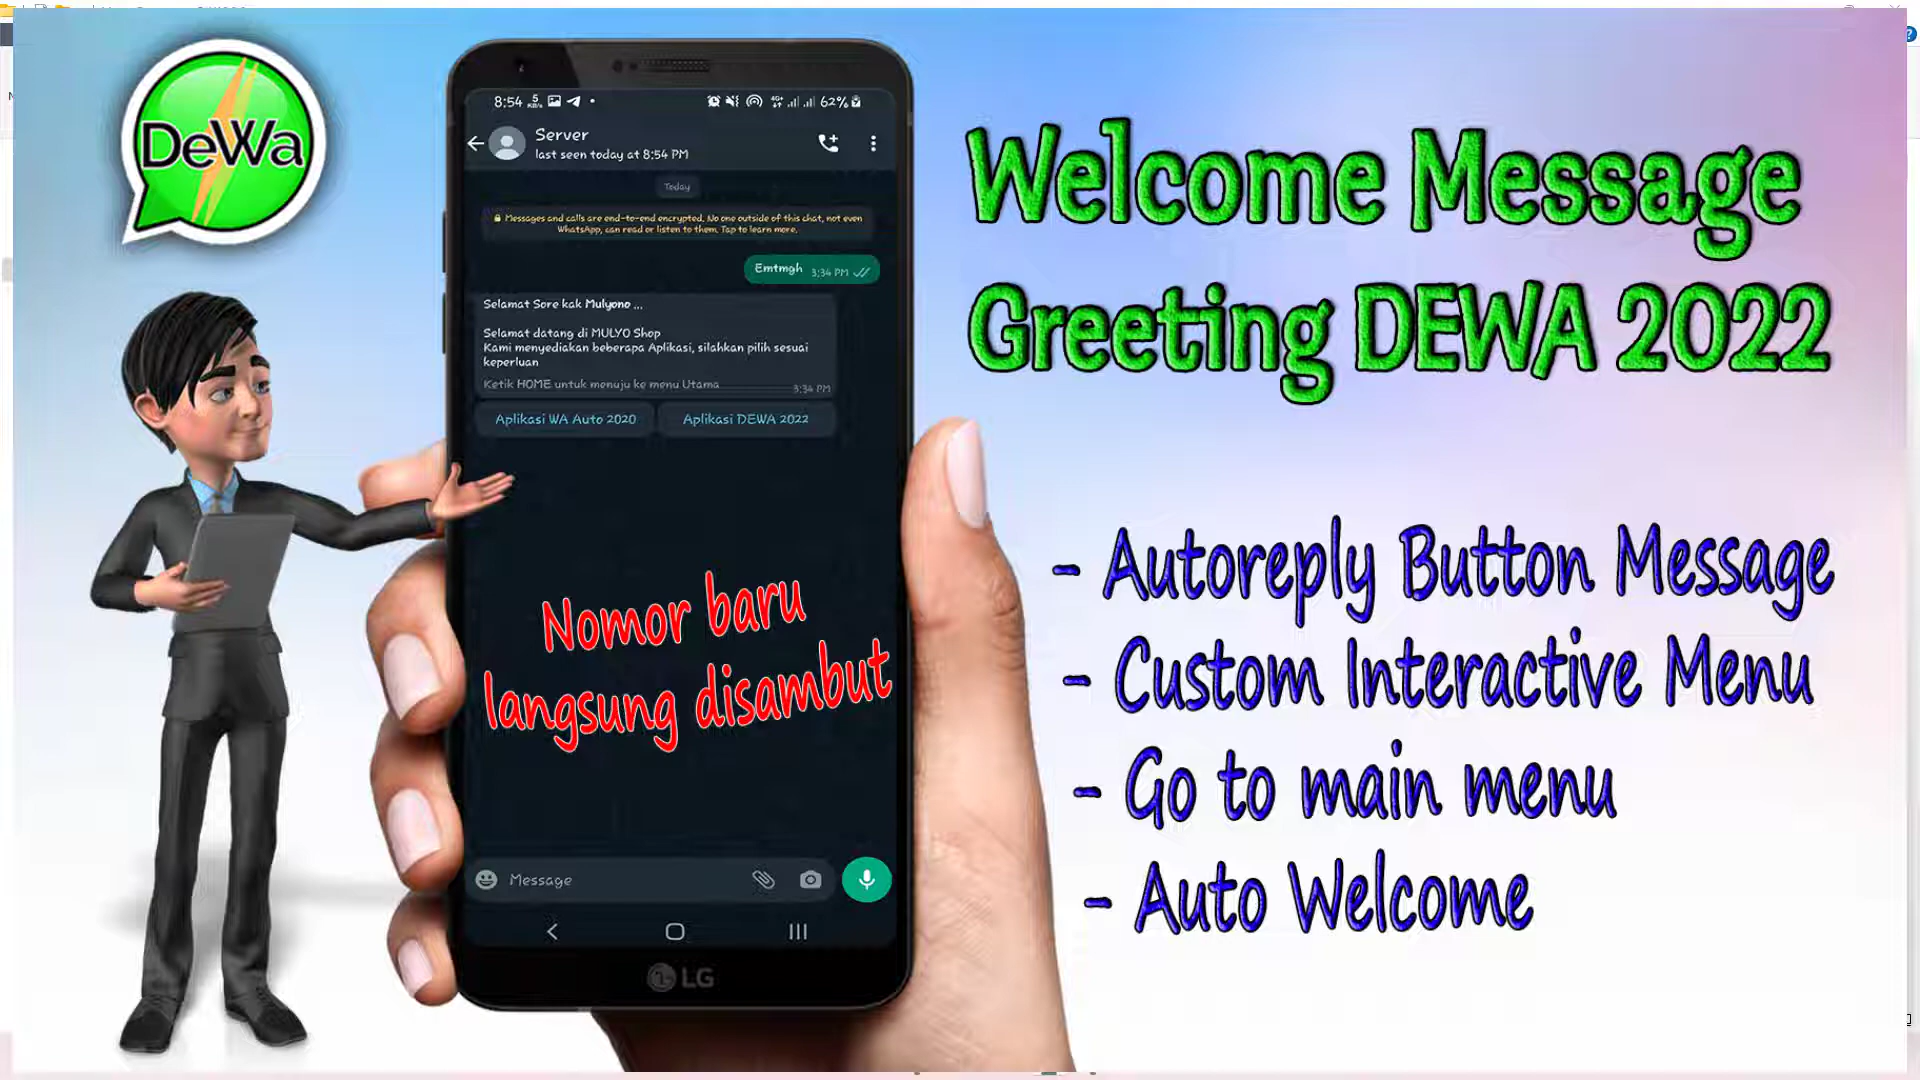 DeWa
8:54 5 KB/s 62%
Server
last seen today at 8:54 PM
Today
Messages and calls are end-to-end encrypted. No one outside of this chat, not even
WhatsApp, can read or listen to them. Tap to learn more.
Emtmgh 3:34 PM
Selamat Sore kak Mulyono ...
Selamat datang di MULYO Shop
Kami menyediakan beberapa Aplikasi, silahkan pilih sesuai
keperluan
Ketik HOME untuk menuju ke menu Utama
3:34 PM
Aplikasi WA Auto 2020
Aplikasi DEWA 2022
Nomor baru
langsung disambut
Message
LG
Welcome Message
Greeting DEWA 2022
- Autoreply Button Message
- Custom Interactive Menu
- Go to main menu
- Auto Welcome